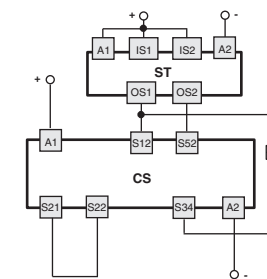 + -
A1 IS1 IS2 A2
ST
OS1 OS2
+
A1 S12 S52
CS
S21 S22 S34 A2
-